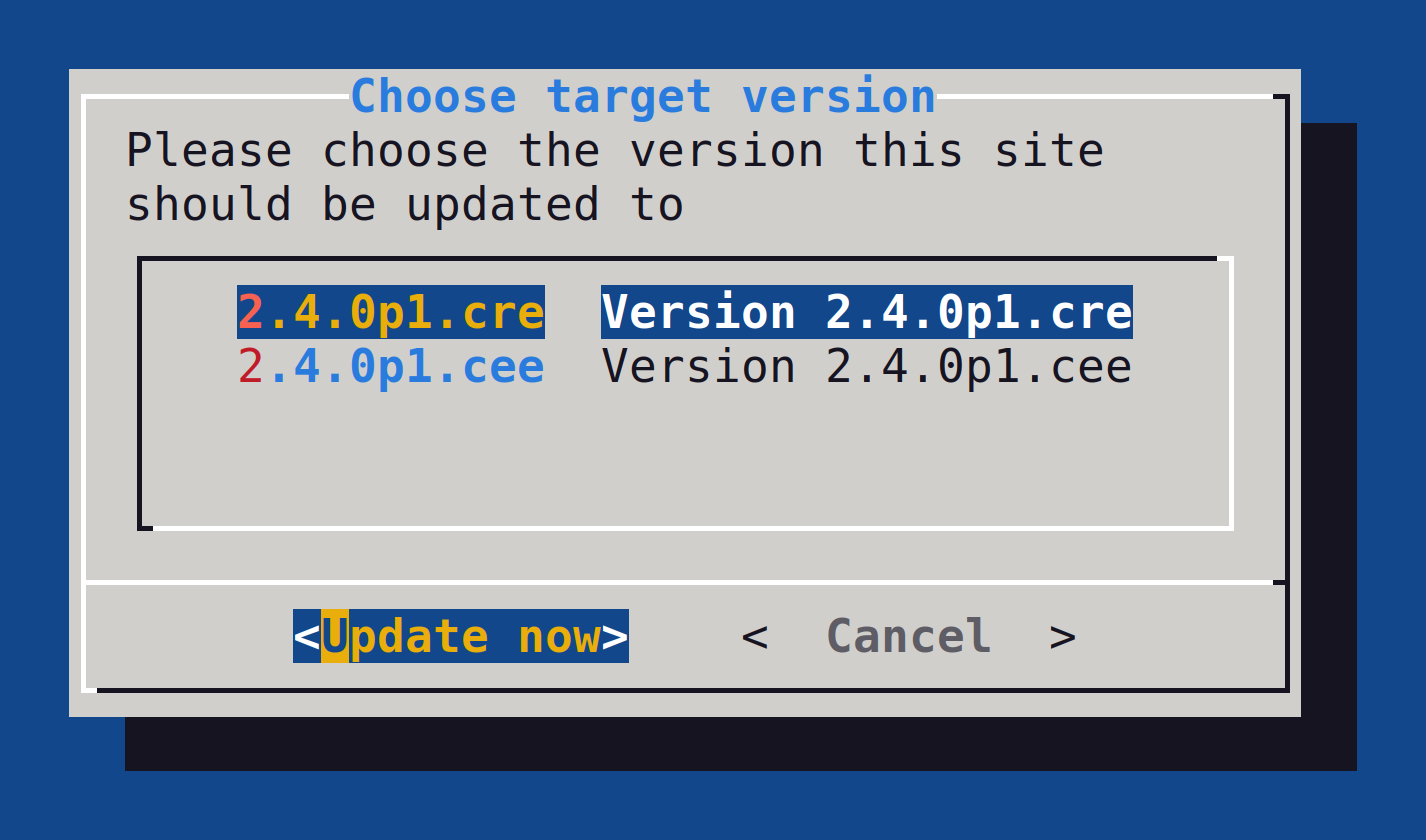 Choose target version
Please choose the version this site
should be updated to
2.4.0p1.cre Version 2.4.0p1.cre
2.4.0p1.cee Version 2.4.0p1.cee
<Update now> < Cancel >